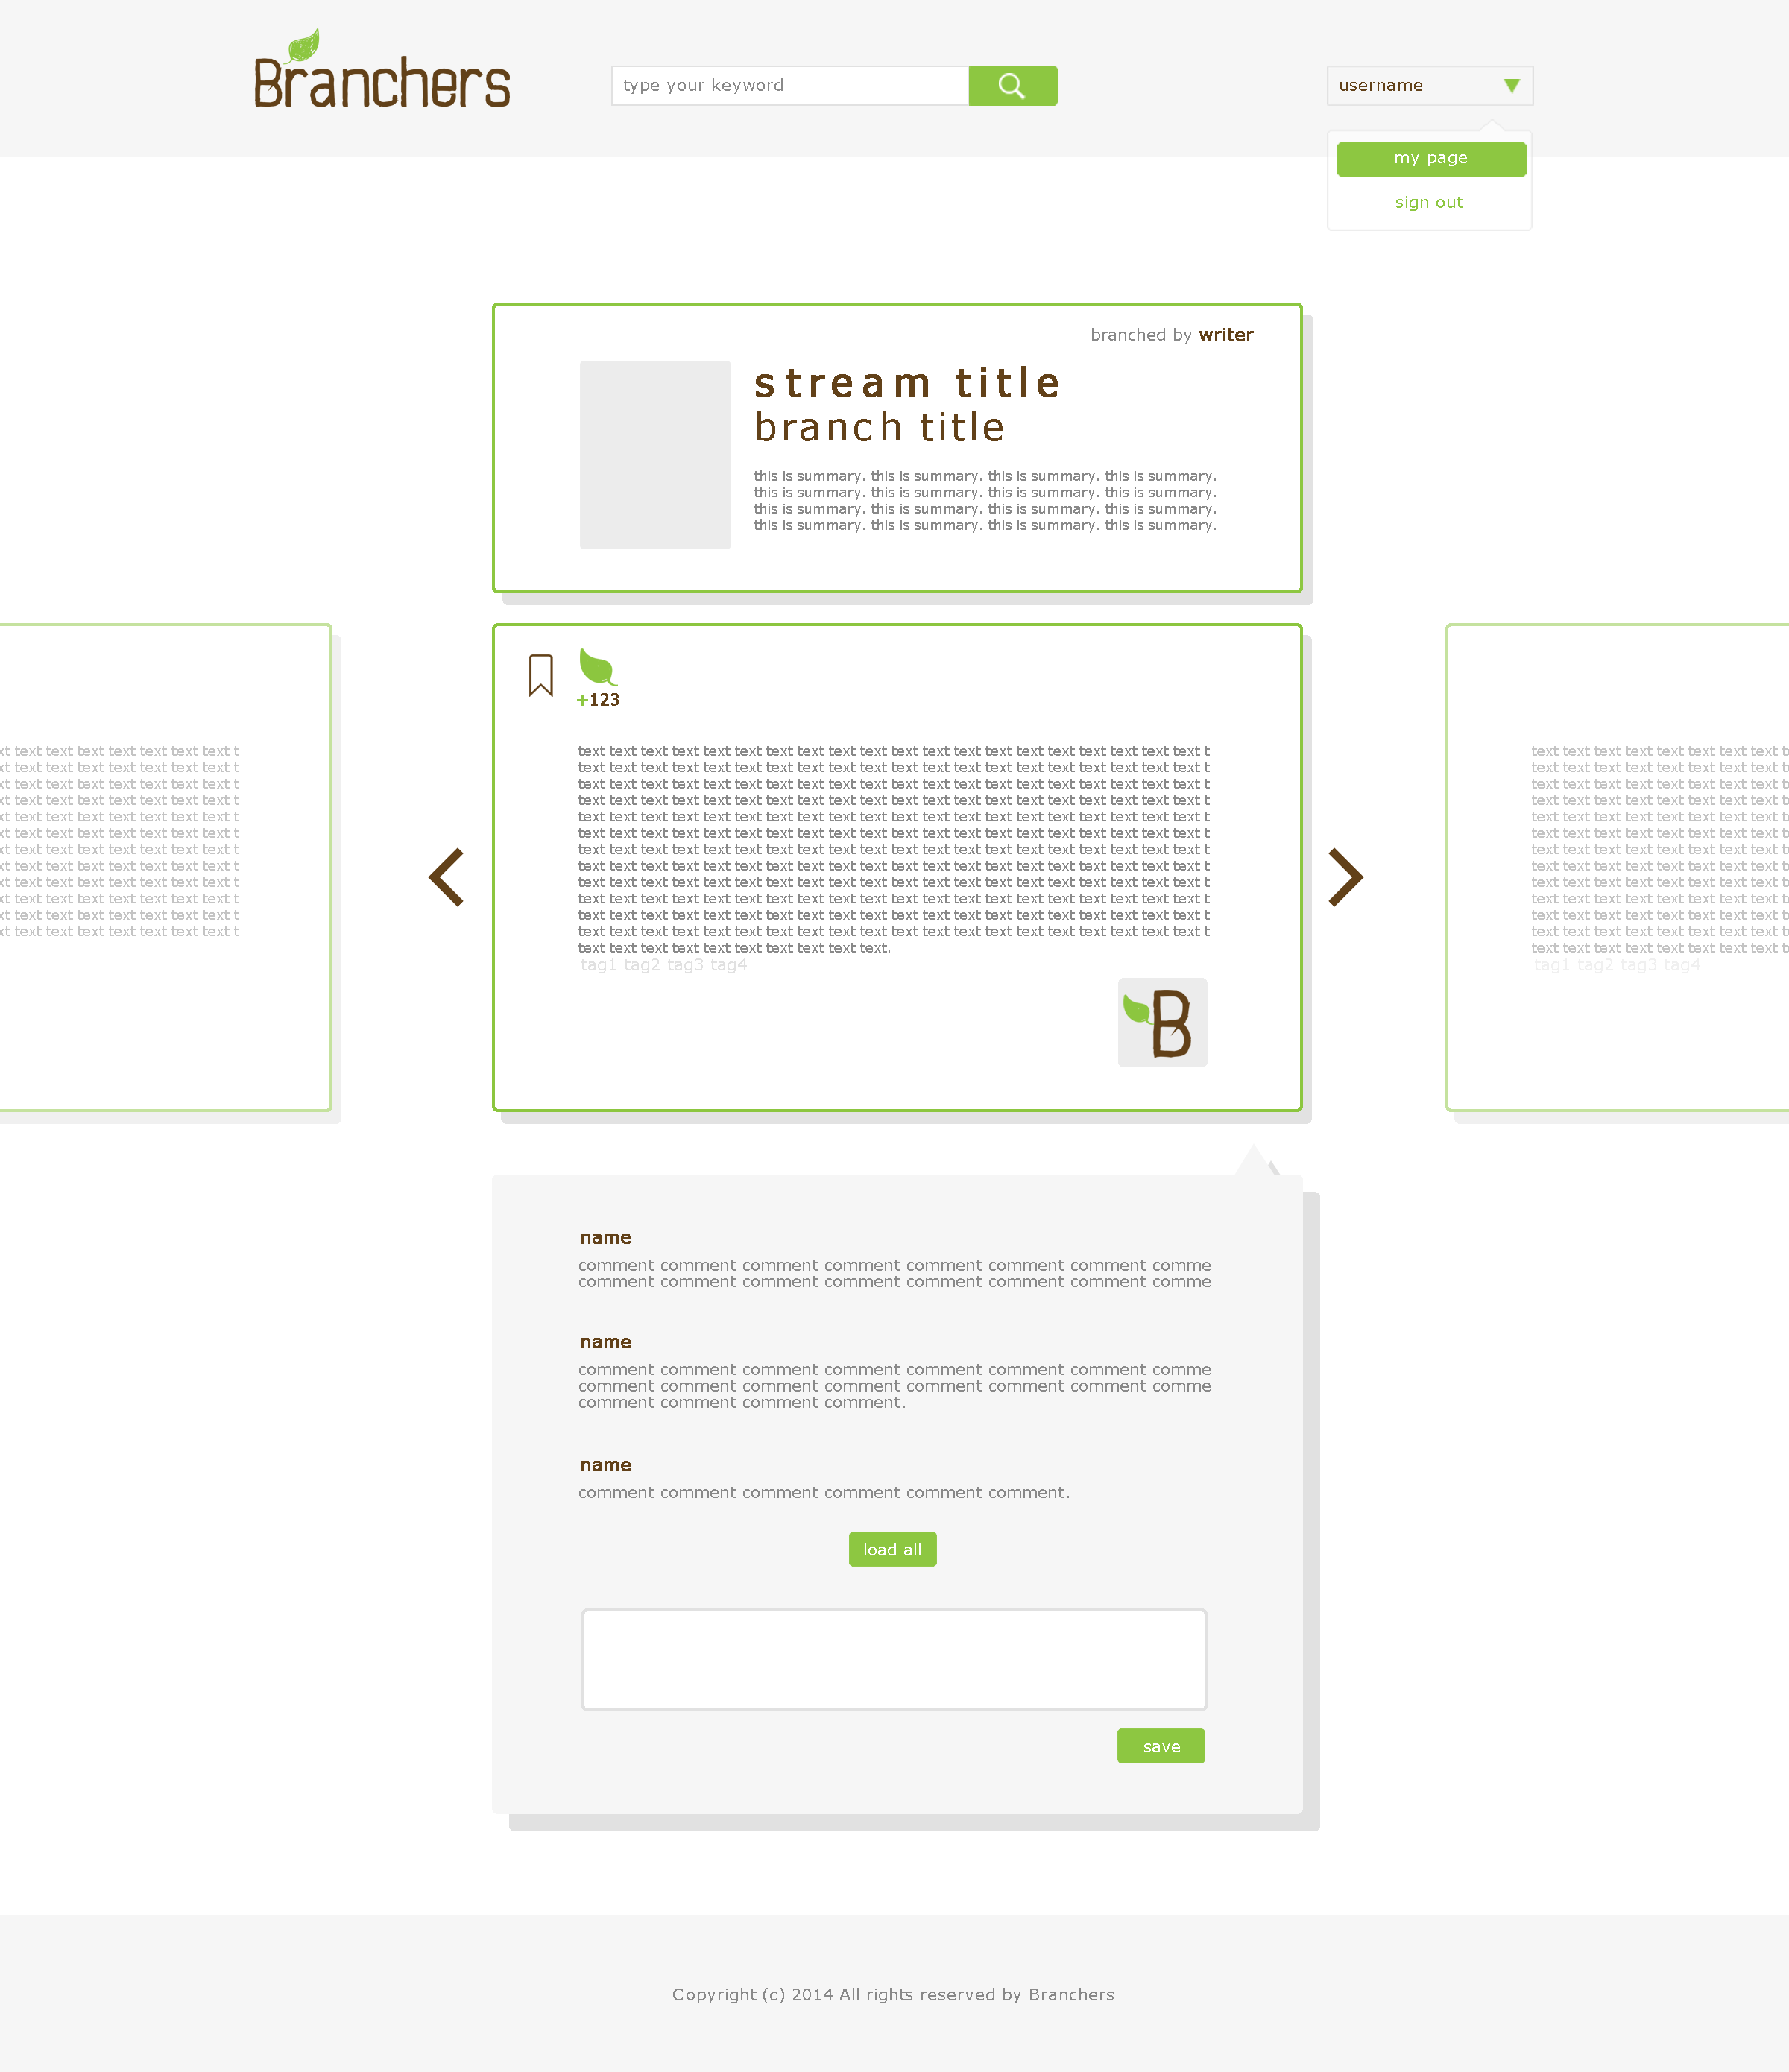 Branchers
type your keyword
username
my page
sign out
branched by writer
stream title
branch title
this is summary. this is summary. this is summary. this is summary.
this is summary. this is summary. this is summary. this is summary.
this is summary. this is summary. this is summary. this is summary.
this is summary. this is summary. this is summary. this is summary.
xt text text text text text text text t
xt text text text text text text text t
xt text text text text text text text t
xt text text text text text text text t
xt text text text text text text text t
xt text text text text text text text t
xt text text text text text text text t
xt text text text text text text text t
xt text text text text text text text t
xt text text text text text text text t
xt text text text text text text text t
xt text text text text text text text t
+123
text text text text text text text text text text text text text text text text text text text text t
text text text text text text text text text text text text text text text text text text text text t
text text text text text text text text text text text text text text text text text text text text t
text text text text text text text text text text text text text text text text text text text text t
text text text text text text text text text text text text text text text text text text text text t
text text text text text text text text text text text text text text text text text text text text t
text text text text text text text text text text text text text text text text text text text text t
text text text text text text text text text text text text text text text text text text text text t
text text text text text text text text text text text text text text text text text text text text t
text text text text text text text text text text text text text text text text text text text text t
text text text text text text text text text text text text text text text text text text text text t
text text text text text text text text text text text text text text text text text text text text t
text text text text text text text text text text.
tag1 tag2 tag3 tag4
B
text text text text text text text text te
text text text text text text text text te
text text text text text text text text te
text text text text text text text text te
text text text text text text text text te
text text text text text text text text te
text text text text text text text text te
text text text text text text text text te
text text text text text text text text te
text text text text text text text text te
text text text text text text text text te
text text text text text text text text te
text text text text text text text text te
tag1 tag2 tag3 tag4
name
comment comment comment comment comment comment comment comme
comment comment comment comment comment comment comment comme
name
comment comment comment comment comment comment comment comme
comment comment comment comment comment comment comment comme
comment comment comment comment.
name
comment comment comment comment comment comment.
load all
save
Copyright (c) 2014 All rights reserved by Branchers